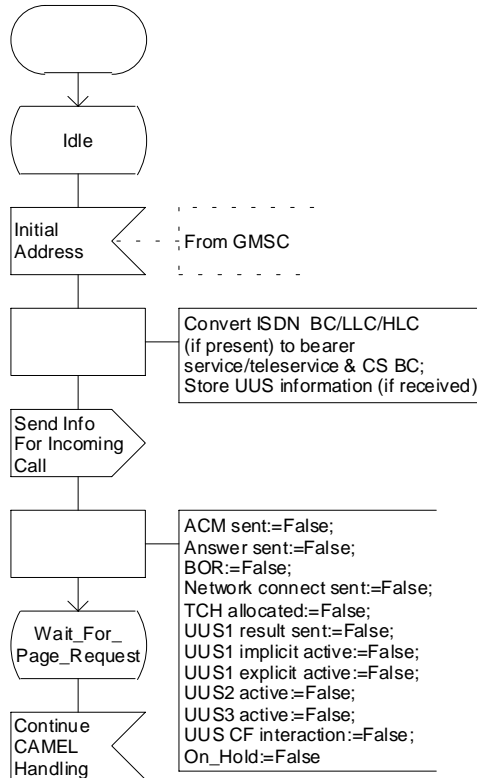 Idle
Initial
Address
From GMSC
Convert ISDN BC/LLC/HLC
(if present) to bearer
service/teleservice & CS BC;
Store UUS information (if received)
Send Info
For Incoming
Call
ACM sent:=False;
Answer sent:=False;
BOR:=False;
Network connect sent:=False;
TCH allocated:=False;
UUS1 result sent:=False;
UUS1 implicit active:=False;
UUS1 explicit active:=False;
UUS2 active:=False;
UUS3 active:=False;
UUS CF interaction:=False;
On_Hold:=False
Wait_For_
Page_Request
Continue
CAMEL
Handling